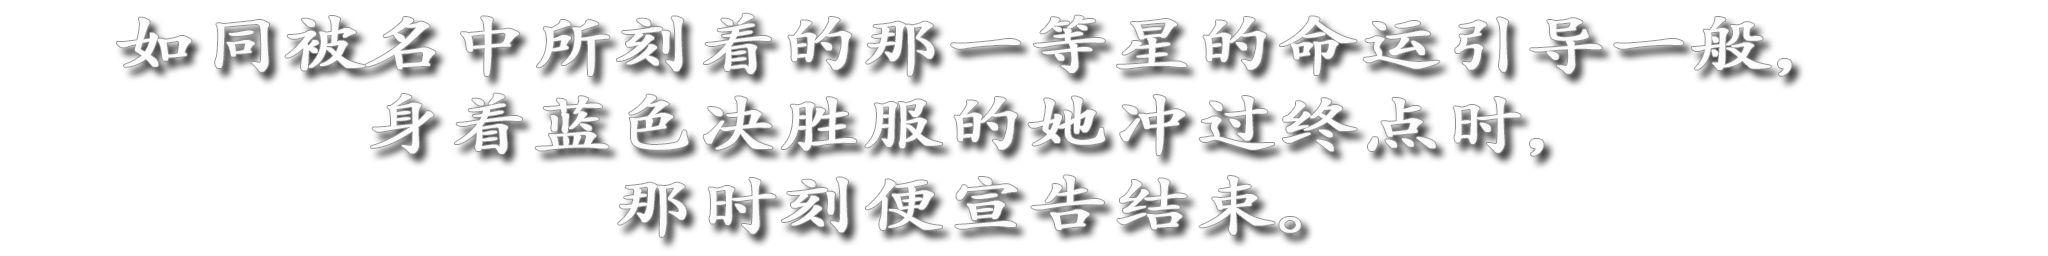 如同被名中所刻着的那一等星的命运引导一般,
身着蓝色决胜服的她冲过终点时,
那时刻便宣告结束。